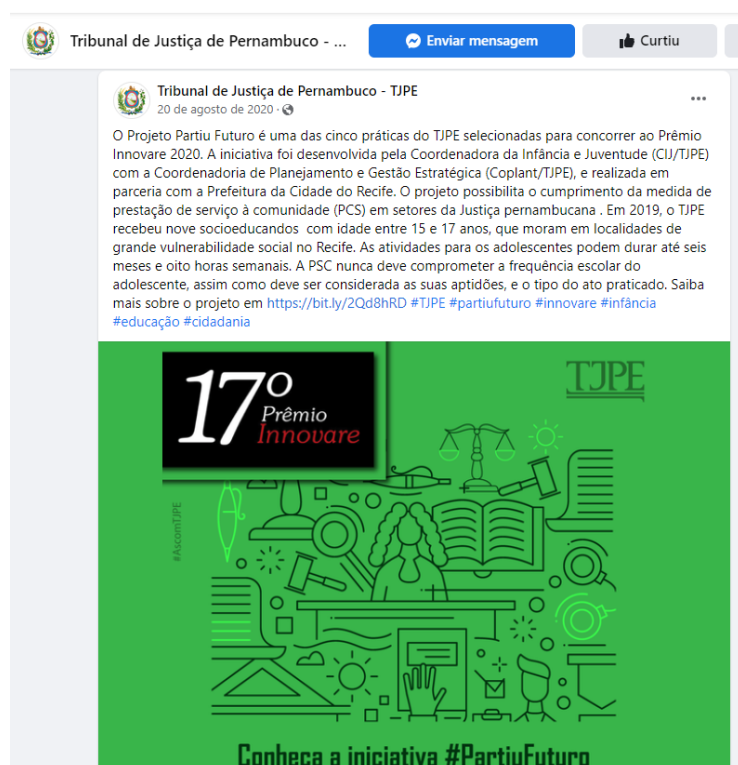 Tribunal de Justiça de Pernambuco - ...
Enviar mensagem
Curtiu
Tribunal de Justiça de Pernambuco - TJPE
20 de agosto de 2020 ·
O Projeto Partiu Futuro é uma das cinco práticas do TJPE selecionadas para concorrer ao Prêmio
Innovare 2020. A iniciativa foi desenvolvida pela Coordenadora da Infância e Juventude (CIJ/TJPE)
com a Coordenadoria de Planejamento e Gestão Estratégica (Coplant/TJPE), e realizada em
parceria com a Prefeitura da Cidade do Recife. O projeto possibilita o cumprimento da medida de
prestação de serviço à comunidade (PCS) em setores da Justiça pernambucana . Em 2019, o TJPE
recebeu nove socioeducandos com idade entre 15 e 17 anos, que moram em localidades de
grande vulnerabilidade social no Recife. As atividades para os adolescentes podem durar até seis
meses e oito horas semanais. A PSC nunca deve comprometer a frequência escolar do
adolescente, assim como deve ser considerada as suas aptidões, e o tipo do ato praticado. Saiba
mais sobre o projeto em https://bit.ly/2Qd8hRD #TJPE #partiufuturo #innovare #infância
#educação #cidadania
17º
Prêmio
Innovare
TJPE
#AscomTJPE
Conheça a iniciativa #PartiuFuturo